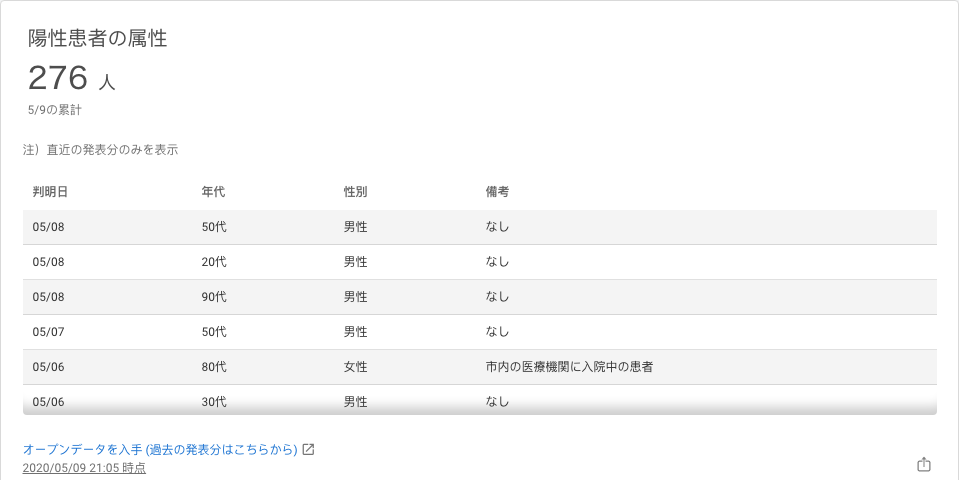 陽性患者の属性
276 人
5/9の累計
注）直近の発表分のみを表示
判明日 年代 性別 備考
05/08 50代 男性 なし
05/08 20代 男性 なし
05/08 90代 男性 なし
05/07 50代 男性 なし
05/06 80代 女性 市内の医療機関に入院中の患者
05/06 30代 男性 なし
オープンデータを入手 (過去の発表分はこちらから)
2020/05/09 21:05 時点